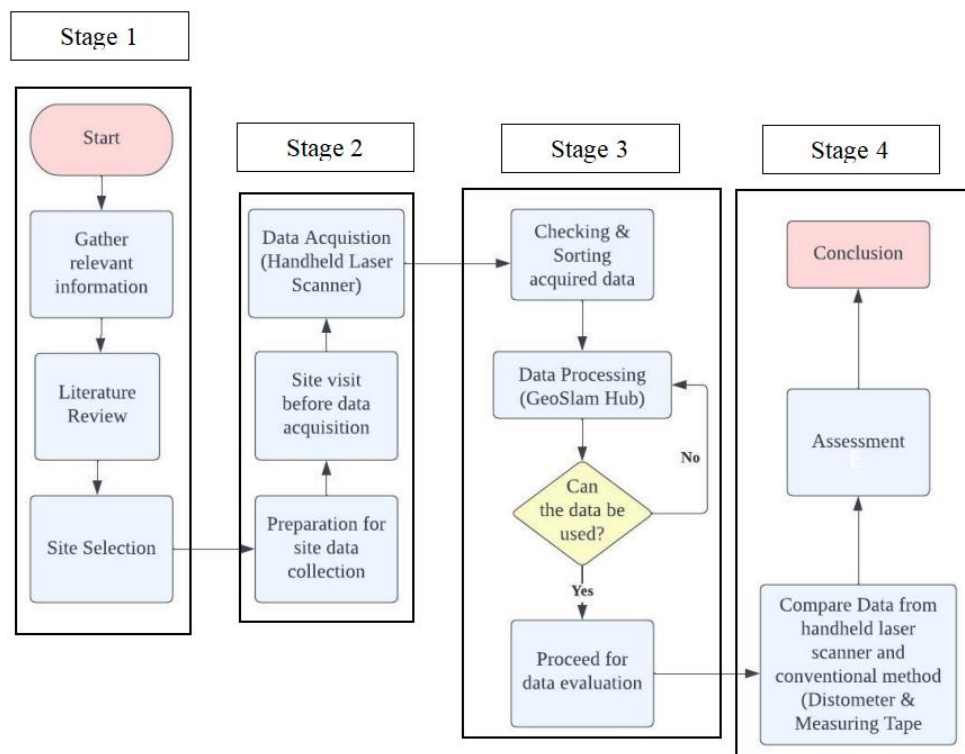 Stage 1
Start
Gather
relevant
information
Literature
Review
Site Selection
Stage 2
Data Acquistion
(Handheld Laser
Scanner)
Site visit
before data
acquisition
Preparation for
site data
collection
Stage 3
Checking &
Sorting
acquired data
Data Processing
(GeoSlam Hub)
No
Can
the data be
used?
Yes
Proceed for
data evaluation
Stage 4
Conclusion
Assessment
E
Compare Data from
handheld laser
scanner and
conventional method
(Distometer &
Measuring Tape